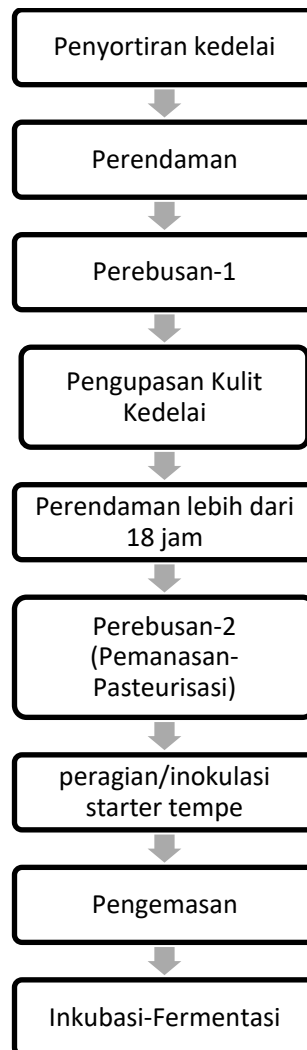 Penyortiran kedelai
Perendaman
Perebusan-1
Pengupasan Kulit
Kedelai
Perendaman lebih dari
18 jam
Perebusan-2
(Pemanasan-
Pasteurisasi)
peragian/inokulasi
starter tempe
Pengemasan
Inkubasi-Fermentasi